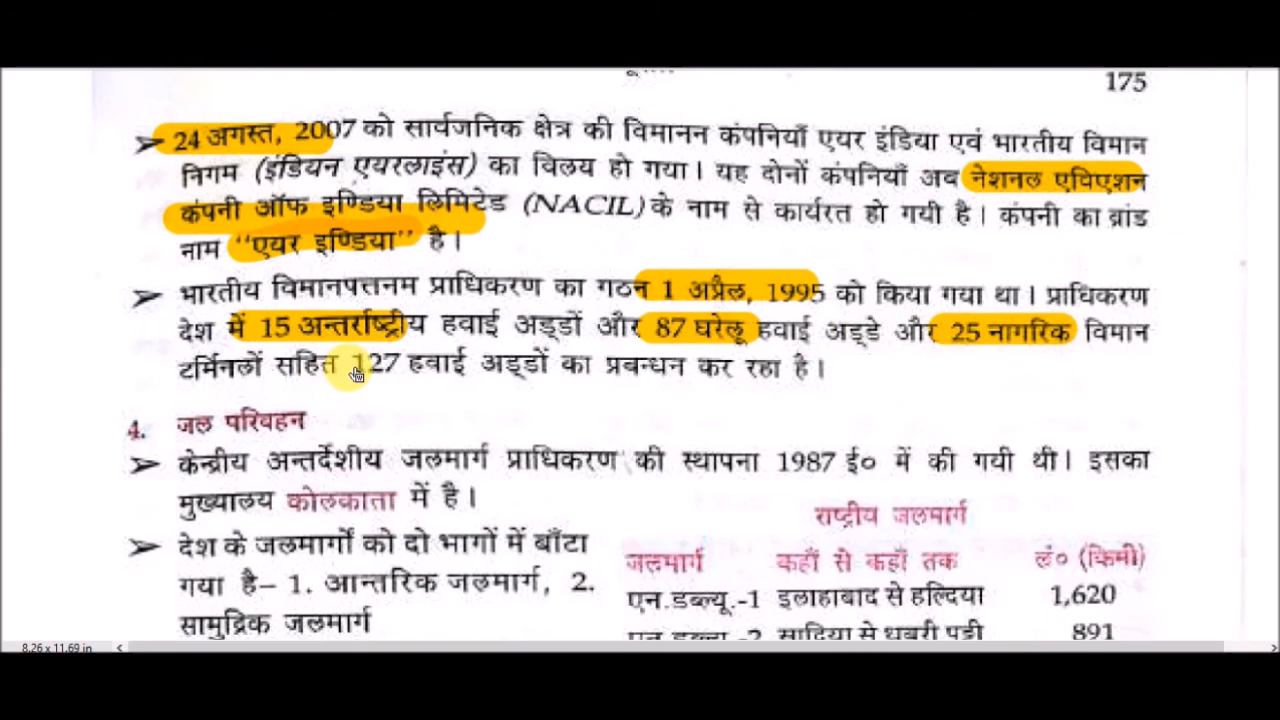 175
➢ 24 अगस्त, 2007 को सार्वजनिक क्षेत्र की विमानन कंपनियाँ एयर इंडिया एवं भारतीय विमान
निगम (इंडियन एयरलाइंस) का विलय हो गया। यह दोनों कंपनियाँ अब नेशनल एविएशन
कंपनी ऑफ इण्डिया लिमिटेड (NACIL) के नाम से कार्यरत हो गयी है। कंपनी का ब्रांड
नाम "एयर इण्डिया" है।
➢ भारतीय विमानपत्तनम प्राधिकरण का गठन 1 अप्रैल, 1995 को किया गया था। प्राधिकरण
देश में 15 अन्तर्राष्ट्रीय हवाई अड्डों और 87 घरेलू हवाई अड्डे और 25 नागरिक विमान
टर्मिनलों सहित 127 हवाई अड्डों का प्रबन्धन कर रहा है।
4. जल परिवहन
➢ केन्द्रीय अन्तर्देशीय जलमार्ग प्राधिकरण की स्थापना 1987 ई० में की गयी थी। इसका
मुख्यालय कोलकाता में है।
➢ देश के जलमार्गों को दो भागों में बाँटा
गया है– 1. आन्तरिक जलमार्ग, 2.
सामुद्रिक जलमार्ग
राष्ट्रीय जलमार्ग
जलमार्ग कहाँ से कहाँ तक लं० (किमी)
एन.डब्ल्यू.-1 इलाहाबाद से हल्दिया 1,620
एन.डब्ल्यू.-2 सादिया से धुबरी पट्टी 891
8.26 x 11.69 in